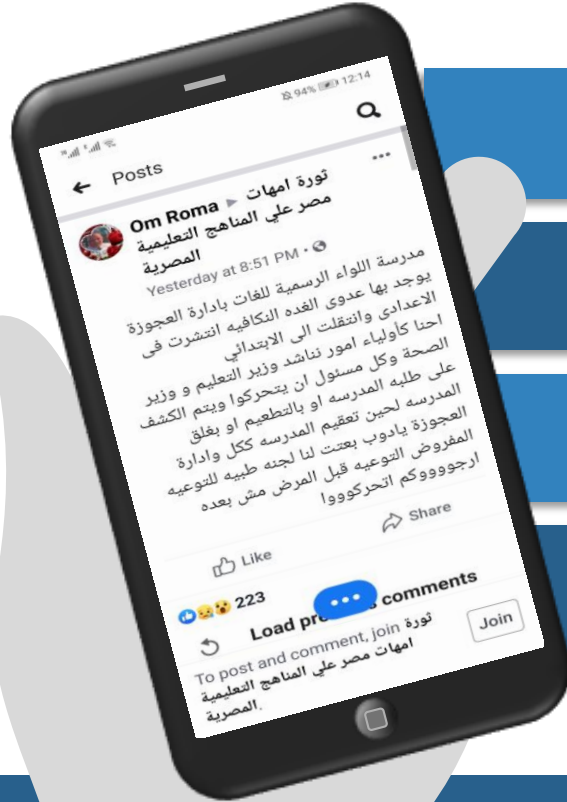 94% 12:14
Posts
Om Roma ▸ ثورة امهات
مصر علي المناهج التعليمية
المصرية
Yesterday at 8:51 PM •
مدرسة اللواء الرسمية للغات بادارة العجوزة
يوجد بها عدوى الغده النكافيه انتشرت فى
الاعدادى وانتقلت الى الابتدائي
احنا كأولياء امور نناشد وزير التعليم و وزير
الصحة وكل مسئول ان يتحركوا ويتم الكشف
على طلبه المدرسه او بالتطعيم او بغلق
المدرسه لحين تعقيم المدرسه ككل وادارة
العجوزة يادوب بعتت لنا لجنه طبيه للتوعيه
المفروض التوعيه قبل المرض مش بعده
ارجووووكم اتحركوووا
Like Share
223
Load comments
To post and comment, join ثورة
امهات مصر علي المناهج التعليمية
المصرية.
Join